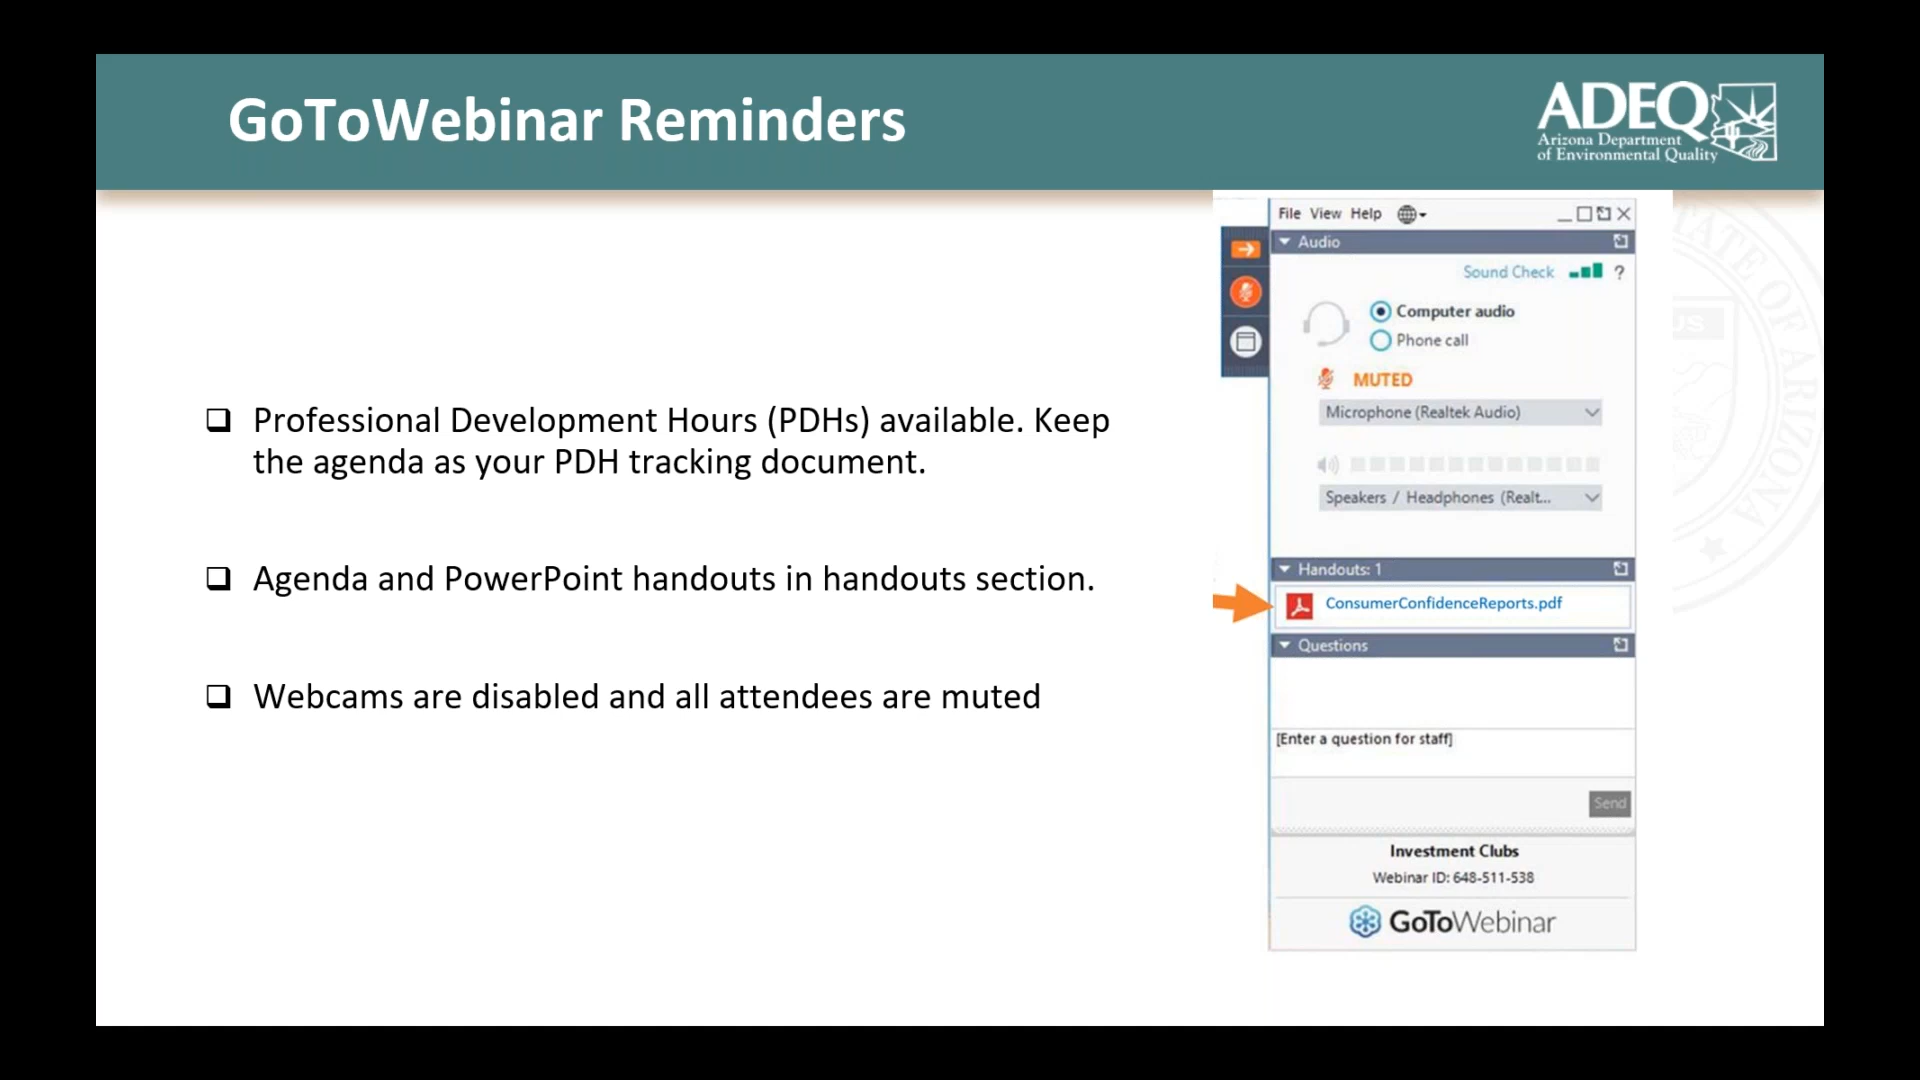 GoToWebinar Reminders
ADEQ
Arizona Department
of Environmental Quality
❑ Professional Development Hours (PDHs) available. Keep
the agenda as your PDH tracking document.
❑ Agenda and PowerPoint handouts in handouts section.
❑ Webcams are disabled and all attendees are muted
File View Help
Audio
Sound Check ?
Computer audio
Phone call
MUTED
Microphone (Realtek Audio)
Speakers / Headphones (Realt...
Handouts: 1
ConsumerConfidenceReports.pdf
Questions
[Enter a question for staff]
Send
Investment Clubs
Webinar ID: 648-511-538
GoToWebinar
STATE OF ARIZONA